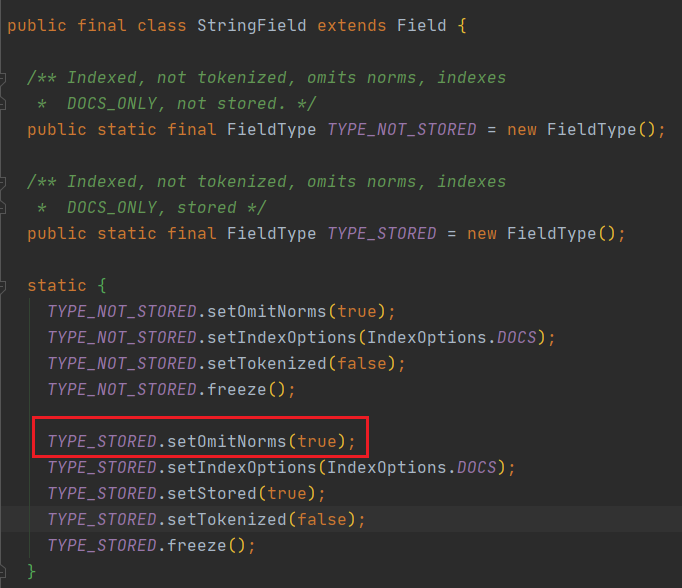 public final class StringField extends Field {
/** Indexed, not tokenized, omits norms, indexes
 *  DOCS_ONLY, not stored. */
public static final FieldType TYPE_NOT_STORED = new FieldType();
/** Indexed, not tokenized, omits norms, indexes
 *  DOCS_ONLY, stored */
public static final FieldType TYPE_STORED = new FieldType();
static {
TYPE_NOT_STORED.setOmitNorms(true);
TYPE_NOT_STORED.setIndexOptions(IndexOptions.DOCS);
TYPE_NOT_STORED.setTokenized(false);
TYPE_NOT_STORED.freeze();
TYPE_STORED.setOmitNorms(true);
TYPE_STORED.setIndexOptions(IndexOptions.DOCS);
TYPE_STORED.setStored(true);
TYPE_STORED.setTokenized(false);
TYPE_STORED.freeze();
}